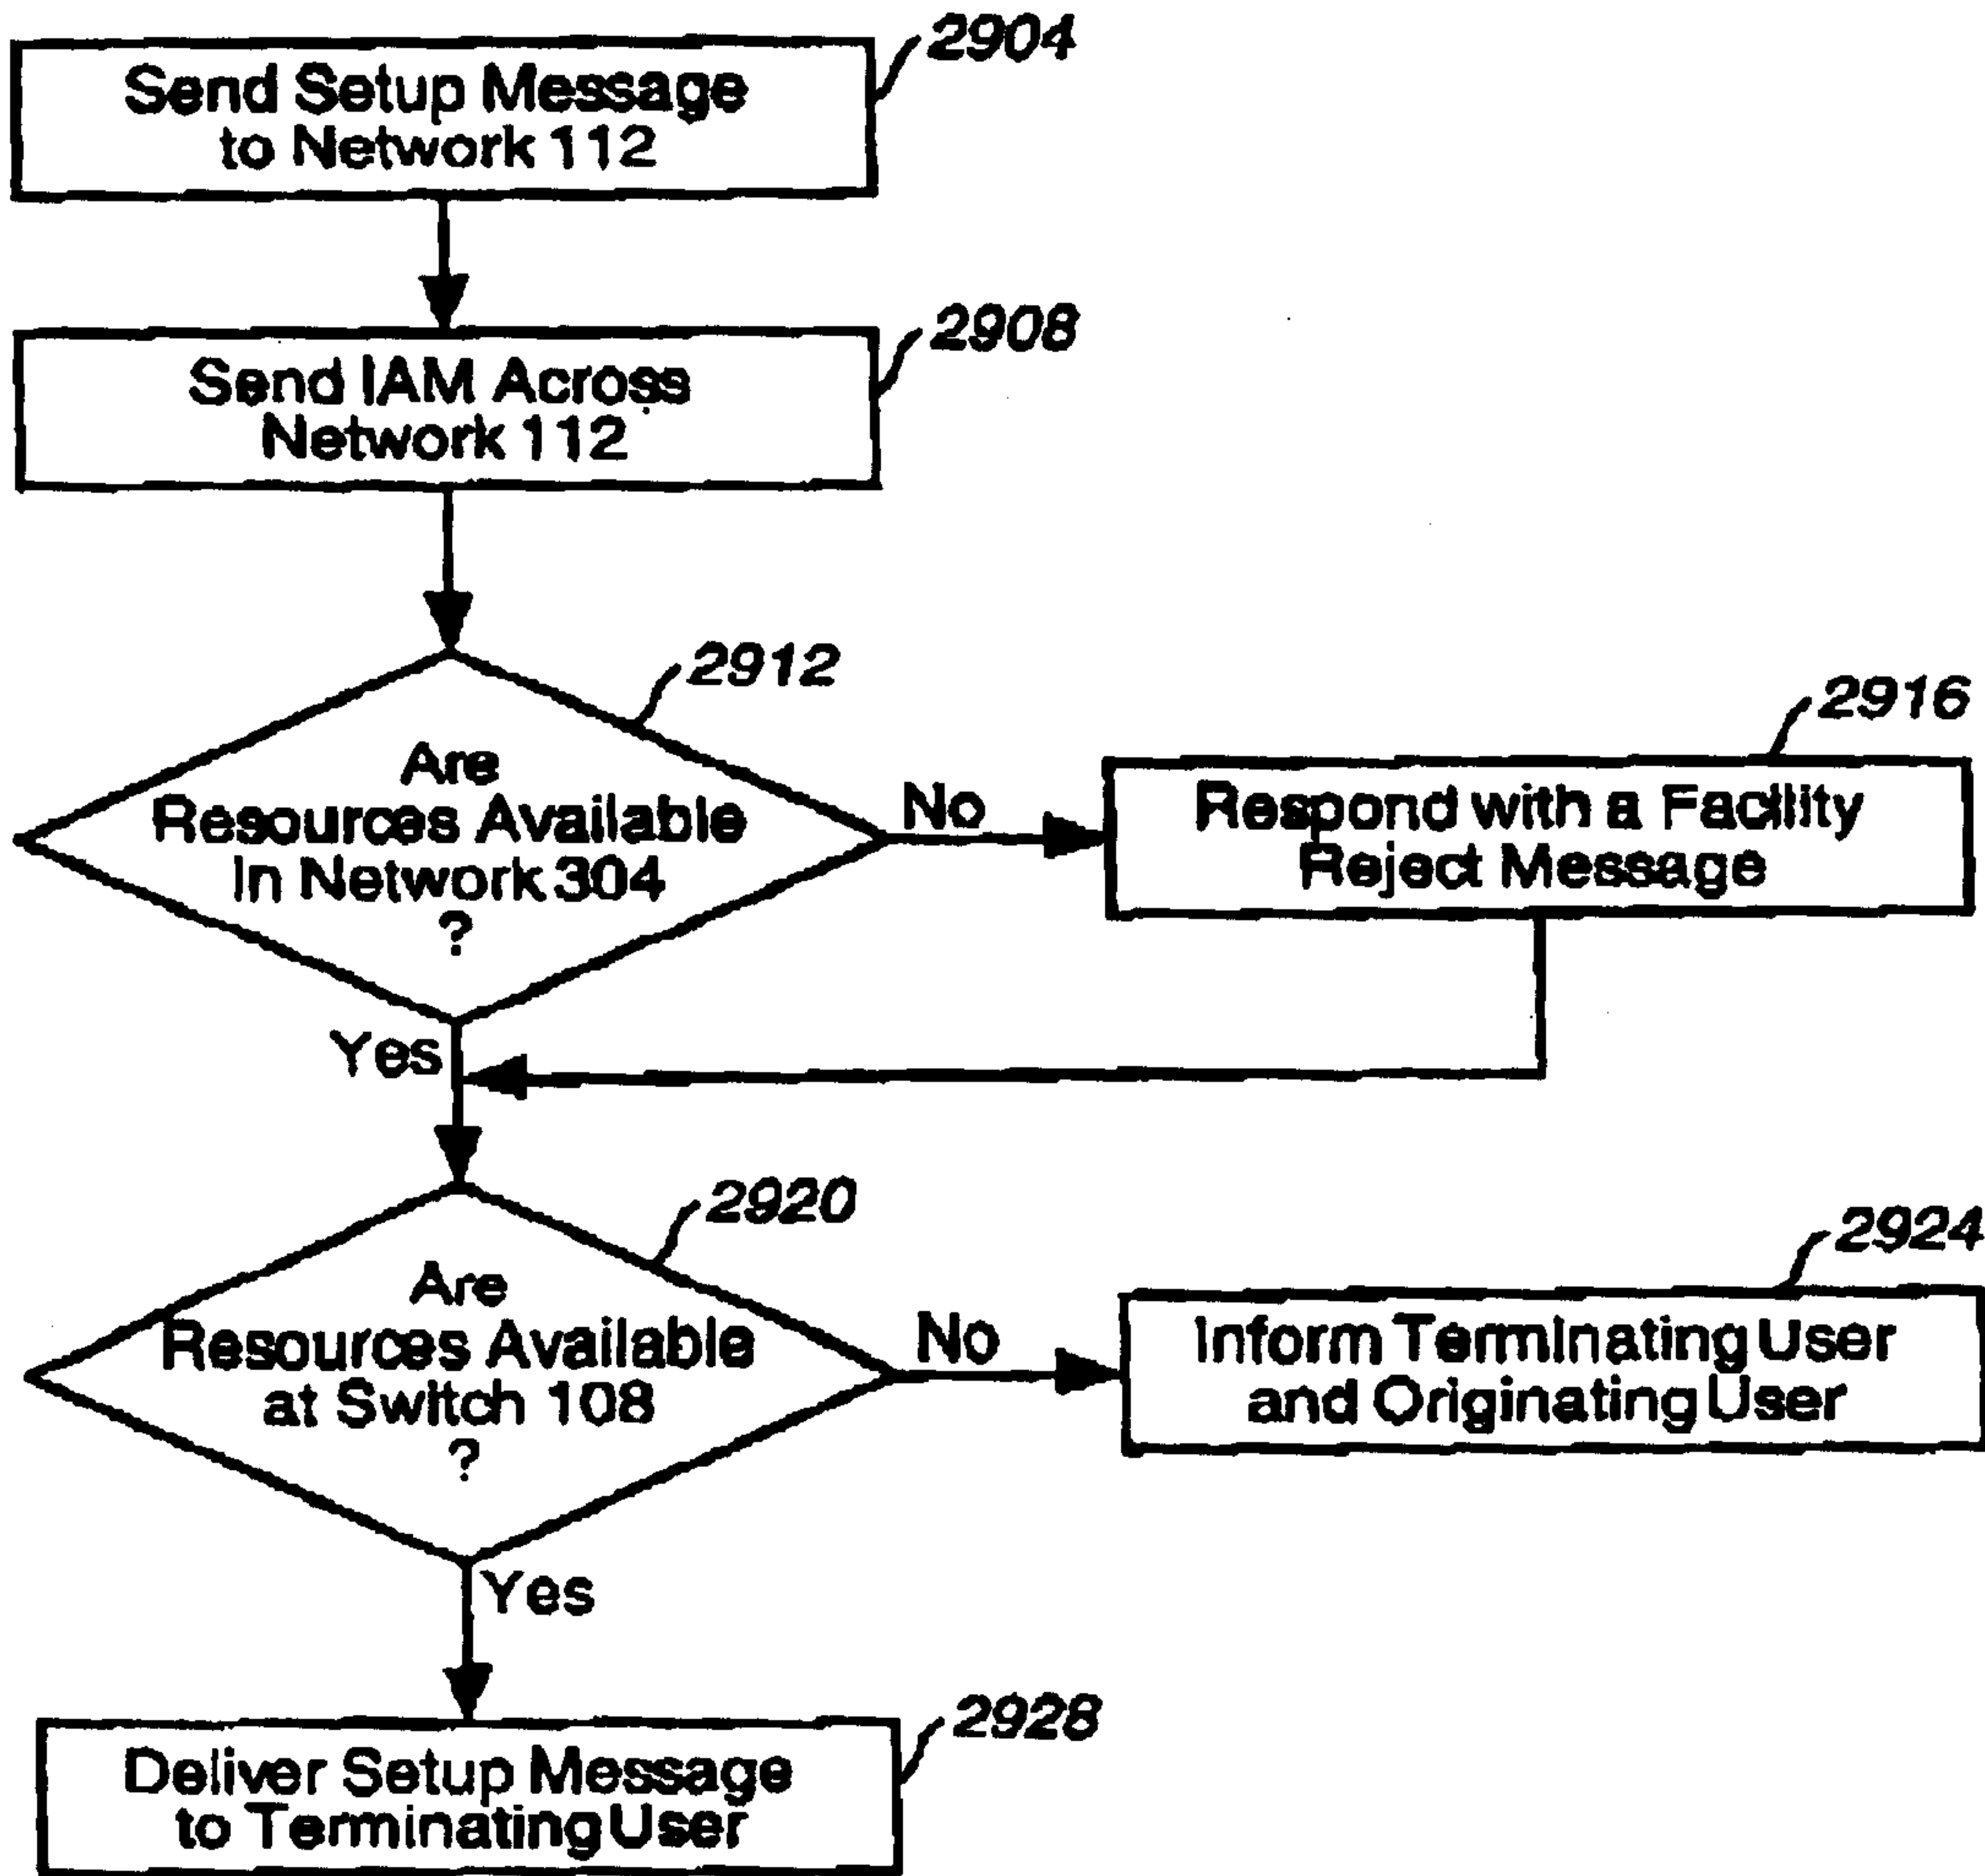 2904
Send Setup Message
to Network 112
2908
Send IAM Across
Network 112
2912
Are
Resources Available
In Network 304
?
No
2916
Respond with a Facility
Reject Message
Yes
2920
Are
Resources Available
at Switch 108
?
No
2924
Inform Terminating User
and Originating User
Yes
2928
Deliver Setup Message
to Terminating User